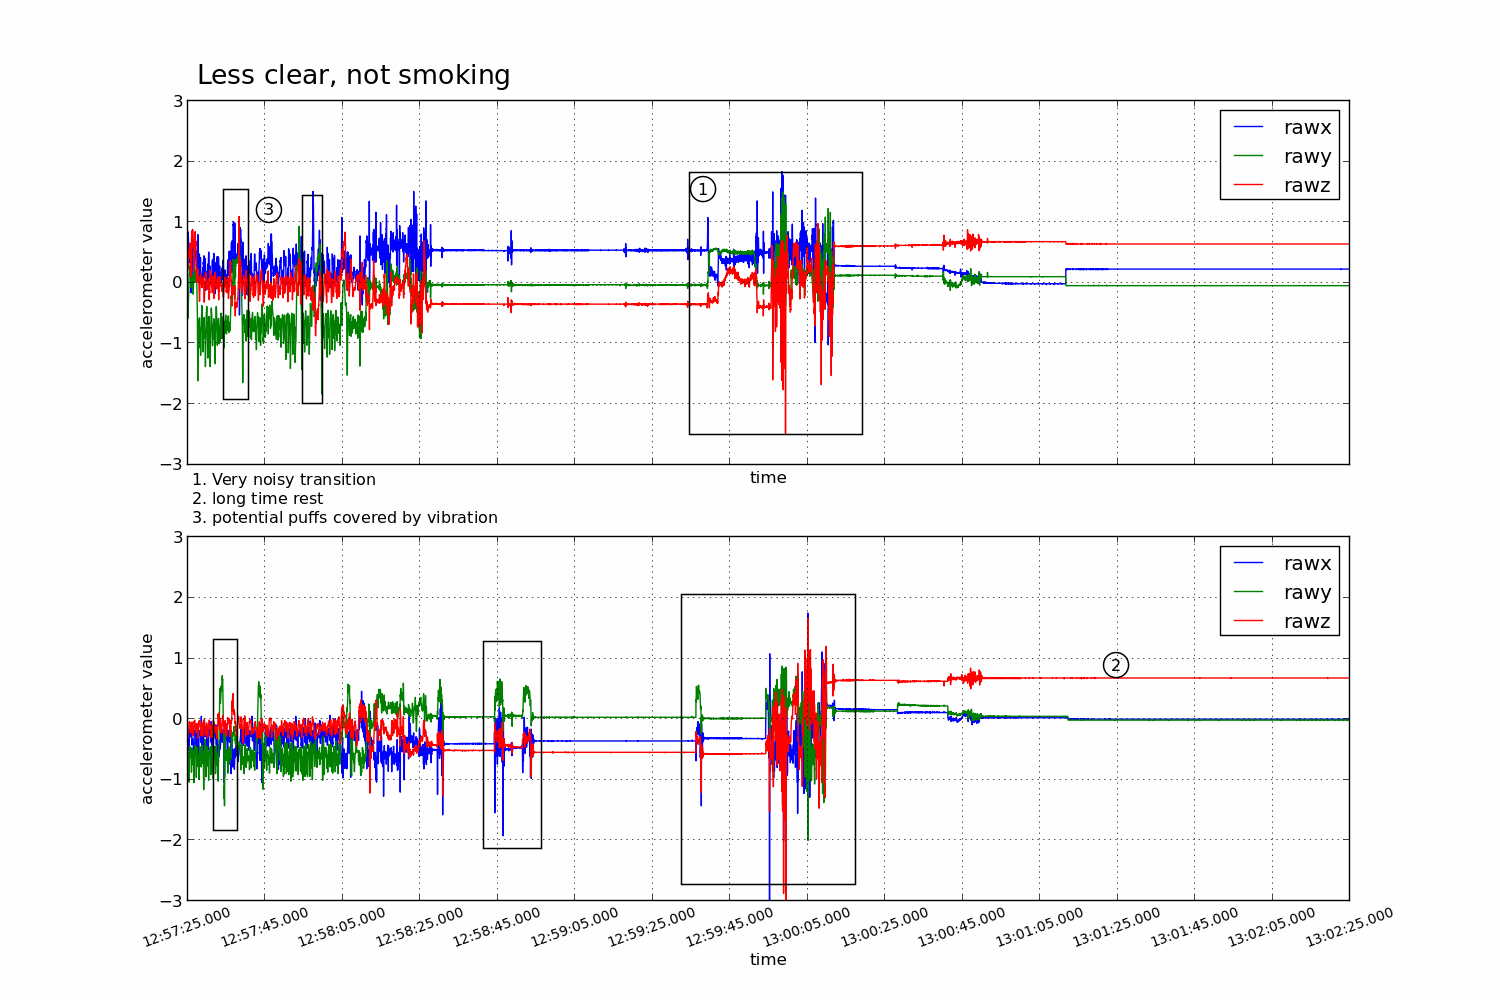 Less clear, not smoking
3
2
1
0
−1
−2
−3
accelerometer value
3
1
rawx
rawy
rawz
time
1. Very noisy transition
2. long time rest
3. potential puffs covered by vibration
3
2
1
0
−1
−2
−3
accelerometer value
2
rawx
rawy
rawz
12:57:25.000
12:57:45.000
12:58:05.000
12:58:25.000
12:58:45.000
12:59:05.000
12:59:25.000
12:59:45.000
13:00:05.000
13:00:25.000
13:00:45.000
13:01:05.000
13:01:25.000
13:01:45.000
13:02:05.000
13:02:25.000
time